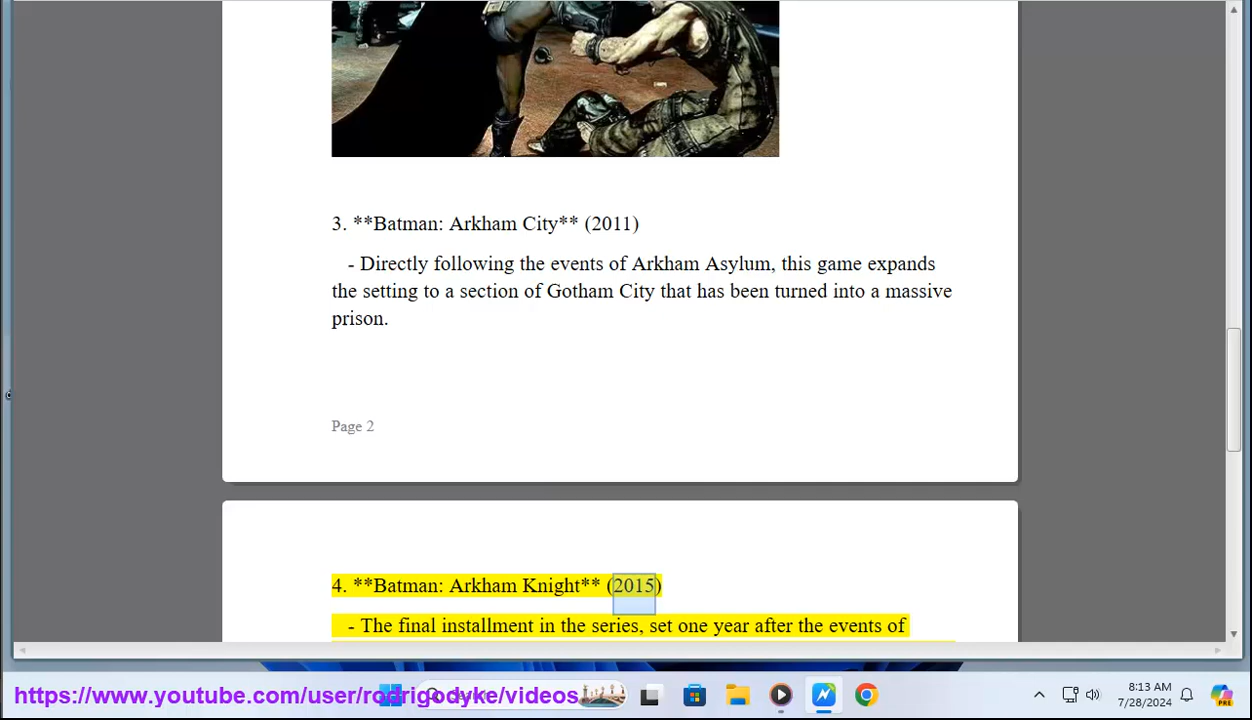 3. **Batman: Arkham City** (2011)
- Directly following the events of Arkham Asylum, this game expands
the setting to a section of Gotham City that has been turned into a massive
prison.
Page 2
4. **Batman: Arkham Knight** (2015)
- The final installment in the series, set one year after the events of
https://www.youtube.com/user/rodrigodyke/videos
8:13 AM
7/28/2024
PRE